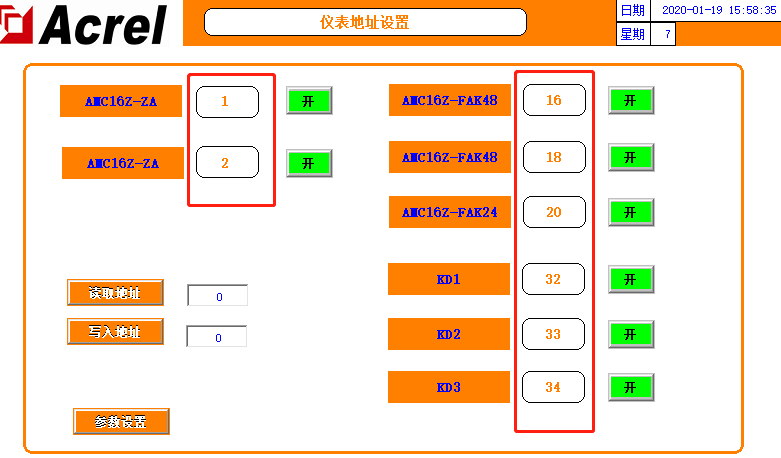 Acrel
仪表地址设置
日期 2020-01-19 15:58:35
星期 7
AMC16Z-ZA 1 开
AMC16Z-ZA 2 开
AMC16Z-FAK48 16 开
AMC16Z-FAK48 18 开
AMC16Z-FAK24 20 开
KD1 32 开
KD2 33 开
KD3 34 开
读取地址 0
写入地址 0
参数设置